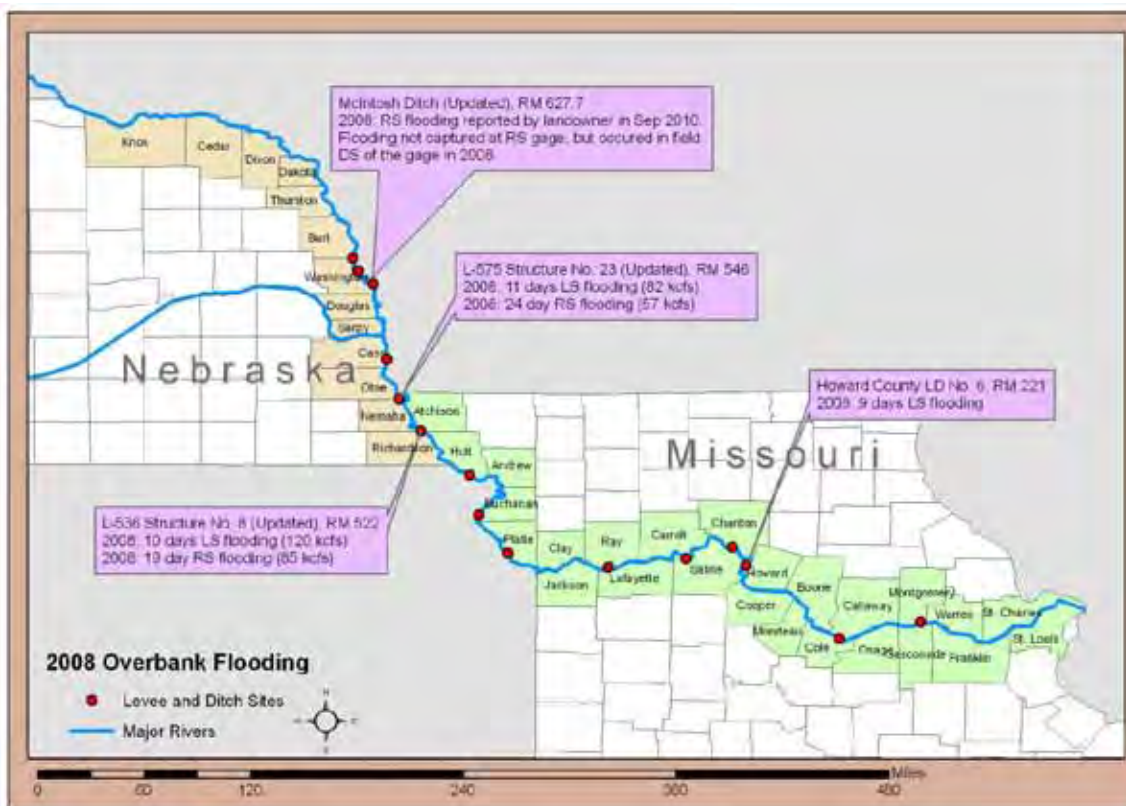 McIntosh Ditch (Updated), RM 627.7
2008: RS flooding reported by landowner in Sep 2010.
Flooding not captured at RS gage, but occured in field
DS of the gage in 2008.
Knox
Cedar
Dixon
Dakota
Thurston
Burt
Washington
Douglas
Sarpy
Cass
Otoe
Nemaha
Richardson
Nebraska
L-575 Structure No. 23 (Updated), RM 546
2008: 11 days LS flooding (82 kcfs)
2008: 24 day RS flooding (57 kcfs)
Howard County LD No. 6, RM 221
2008: 9 days LS flooding
Missouri
L-536 Structure No. 8 (Updated), RM 522
2008: 10 days LS flooding (120 kcfs)
2008: 19 day RS flooding (85 kcfs)
Atchison
Holt
Andrew
Buchanan
Platte
Clay
Ray
Carroll
Chariton
Jackson
Lafayette
Saline
Howard
Cooper
Boone
Moniteau
Cole
Callaway
Osage
Montgomery
Gasconade
Warren
Franklin
St. Charles
St. Louis
2008 Overbank Flooding
Levee and Ditch Sites
Major Rivers
N
Miles
0 60 120 240 360 480